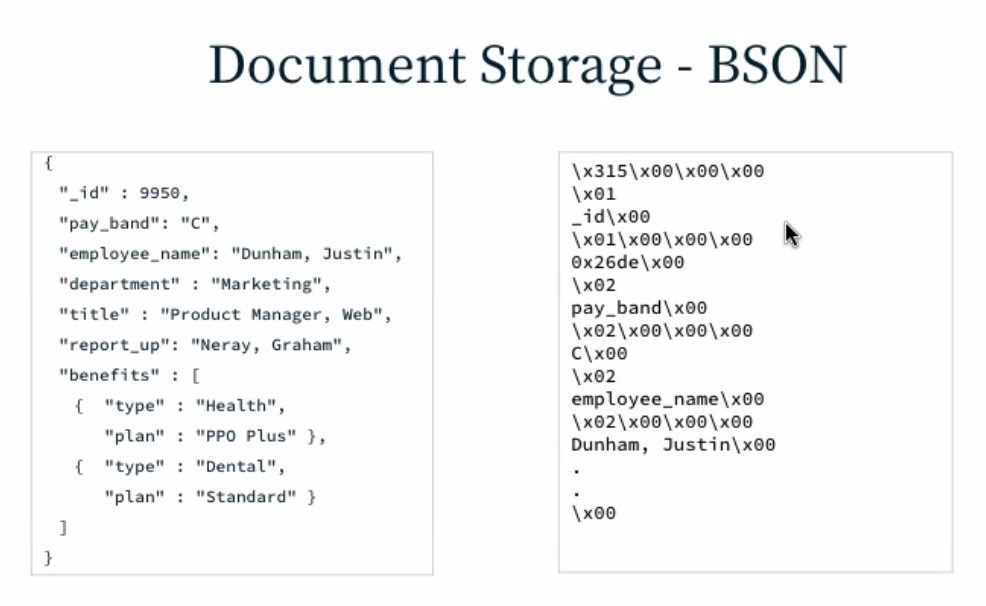 Document Storage - BSON
{
"_id" : 9950,
"pay_band": "C",
"employee_name": "Dunham, Justin",
"department" : "Marketing",
"title" : "Product Manager, Web",
"report_up": "Neray, Graham",
"benefits" : [
{ "type" : "Health",
"plan" : "PPO Plus" },
{ "type" : "Dental",
"plan" : "Standard" }
]
}
\x315\x00\x00\x00
\x01
_id\x00
\x01\x00\x00\x00
0x26de\x00
\x02
pay_band\x00
\x02\x00\x00\x00
C\x00
\x02
employee_name\x00
\x02\x00\x00\x00
Dunham, Justin\x00
.
.
\x00